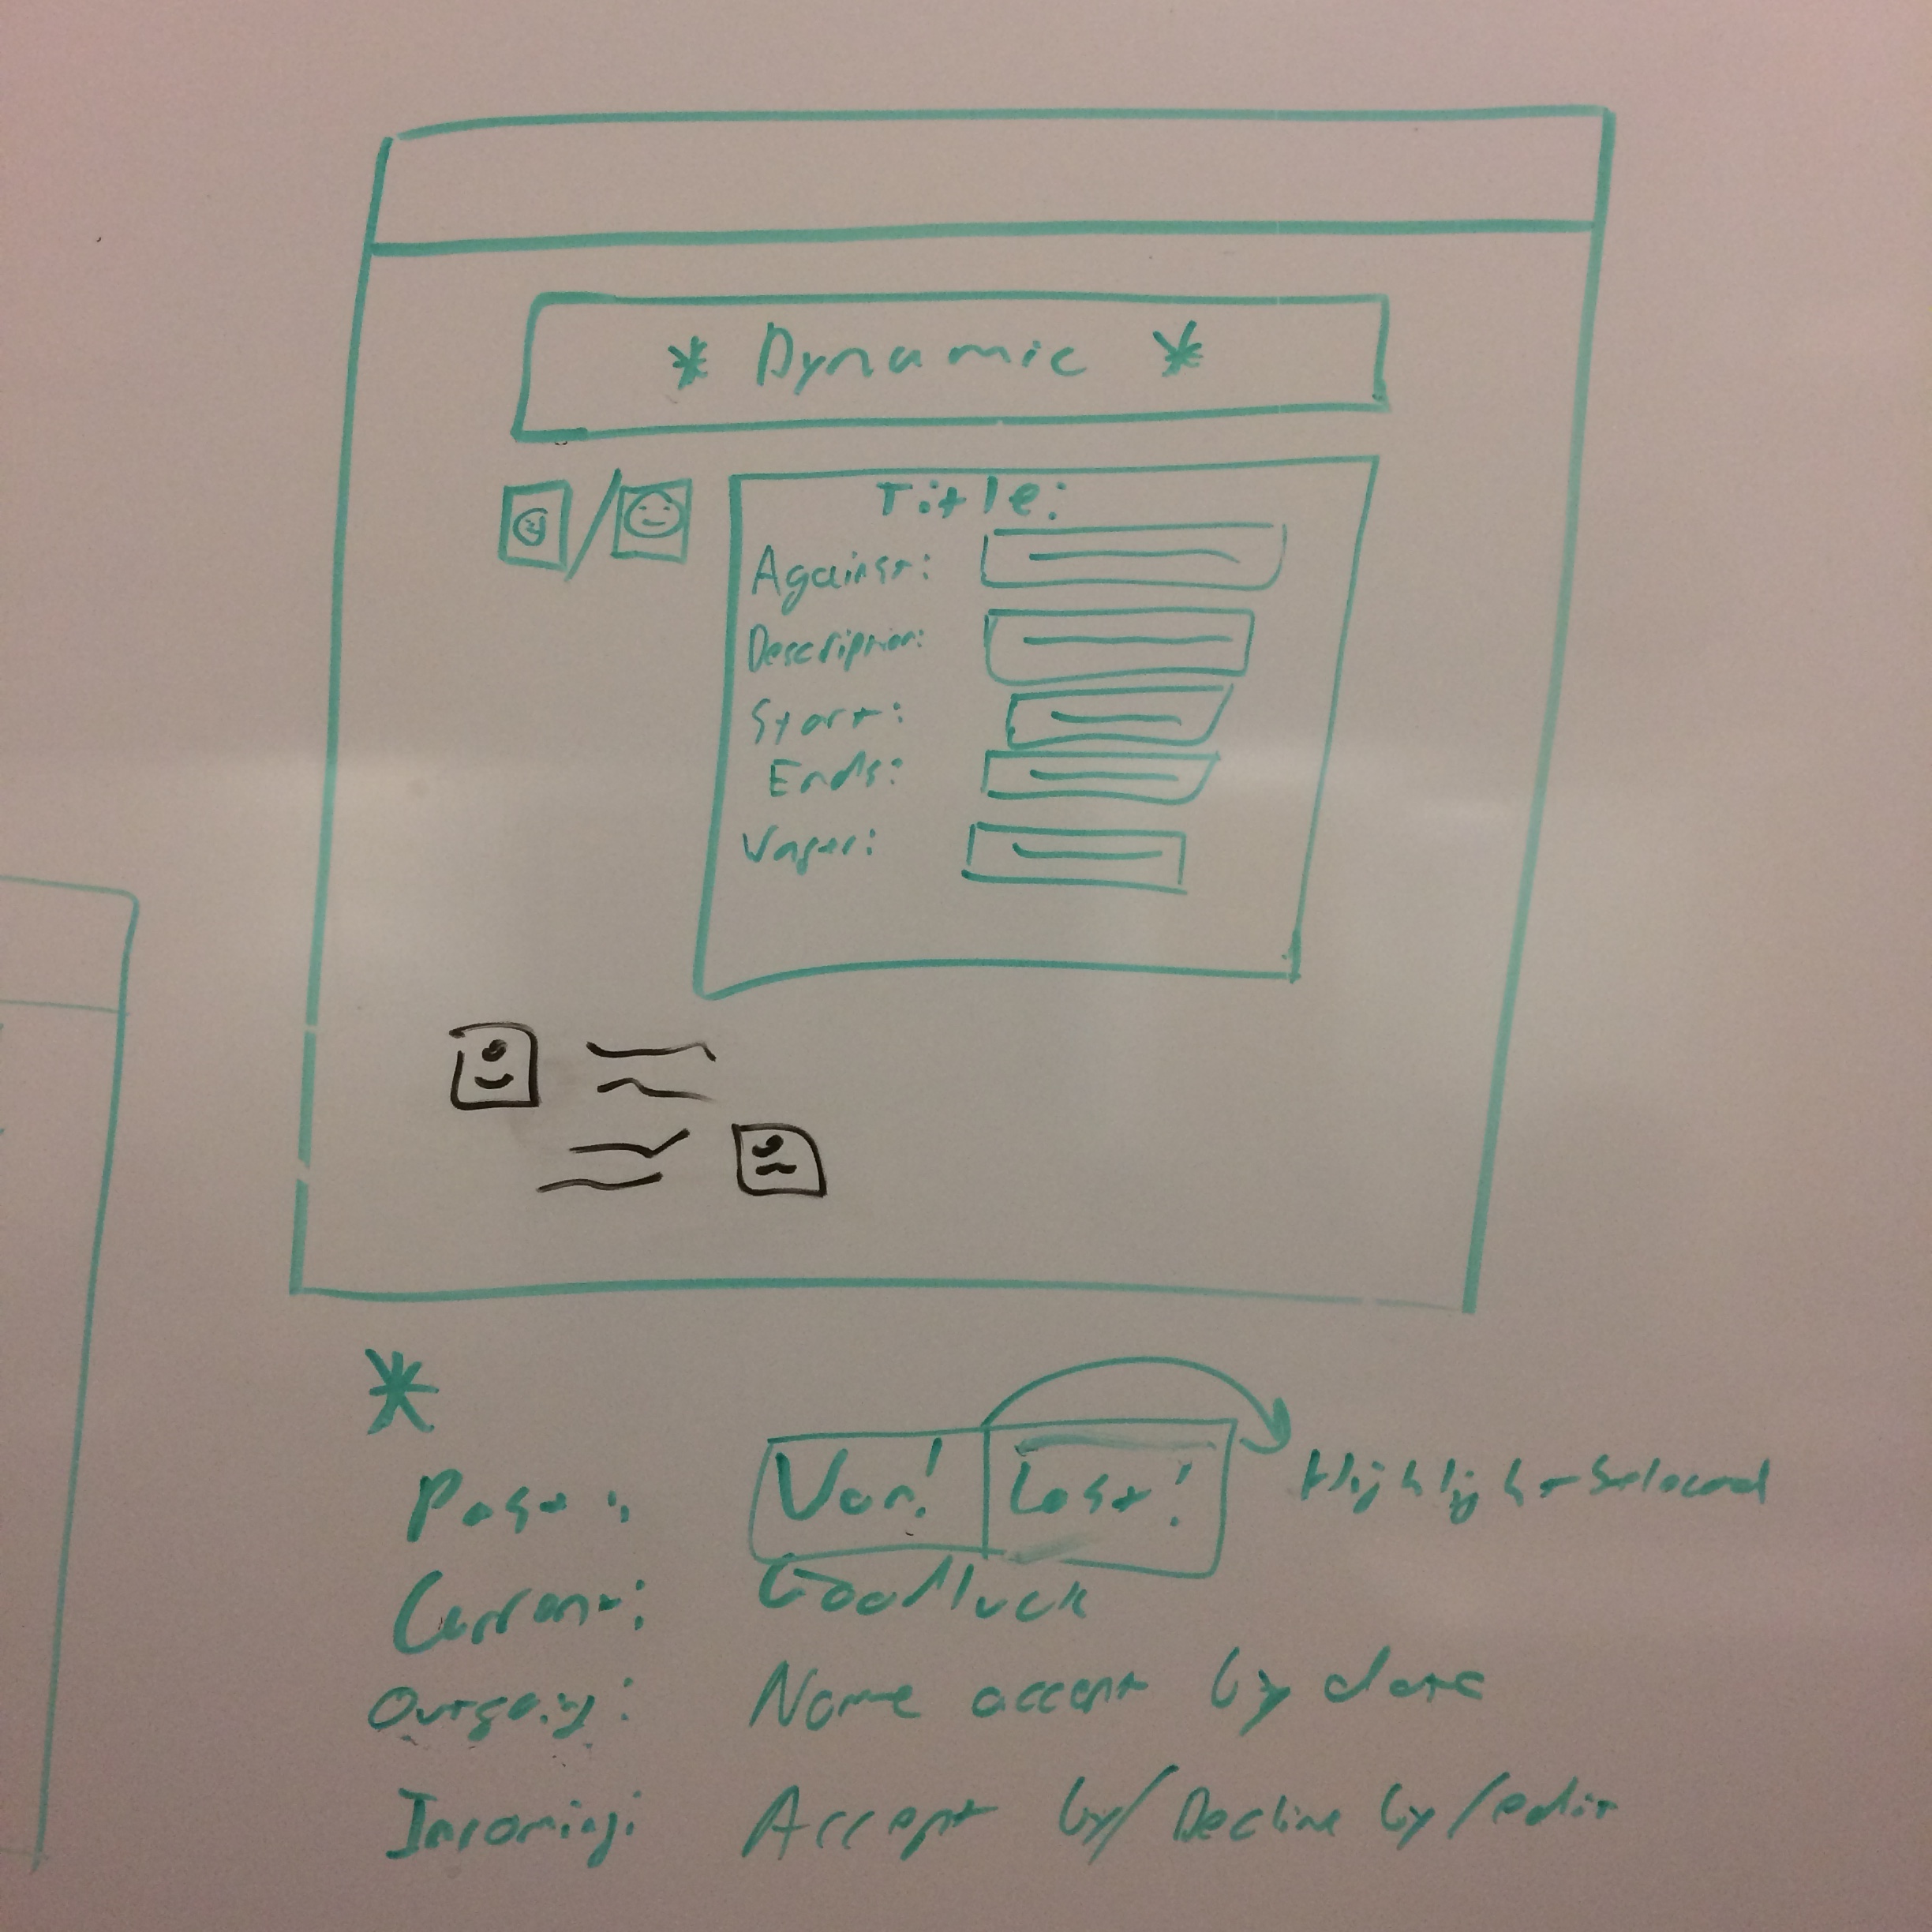 * Dynamic *
Title:
Against:
Description:
Start:
Ends:
Wager:
*
Past: Won! Lost! Highlight Selected
Current: Goodluck
Outgoing: Name accept by date
Incoming: Accept by/Decline by/edit